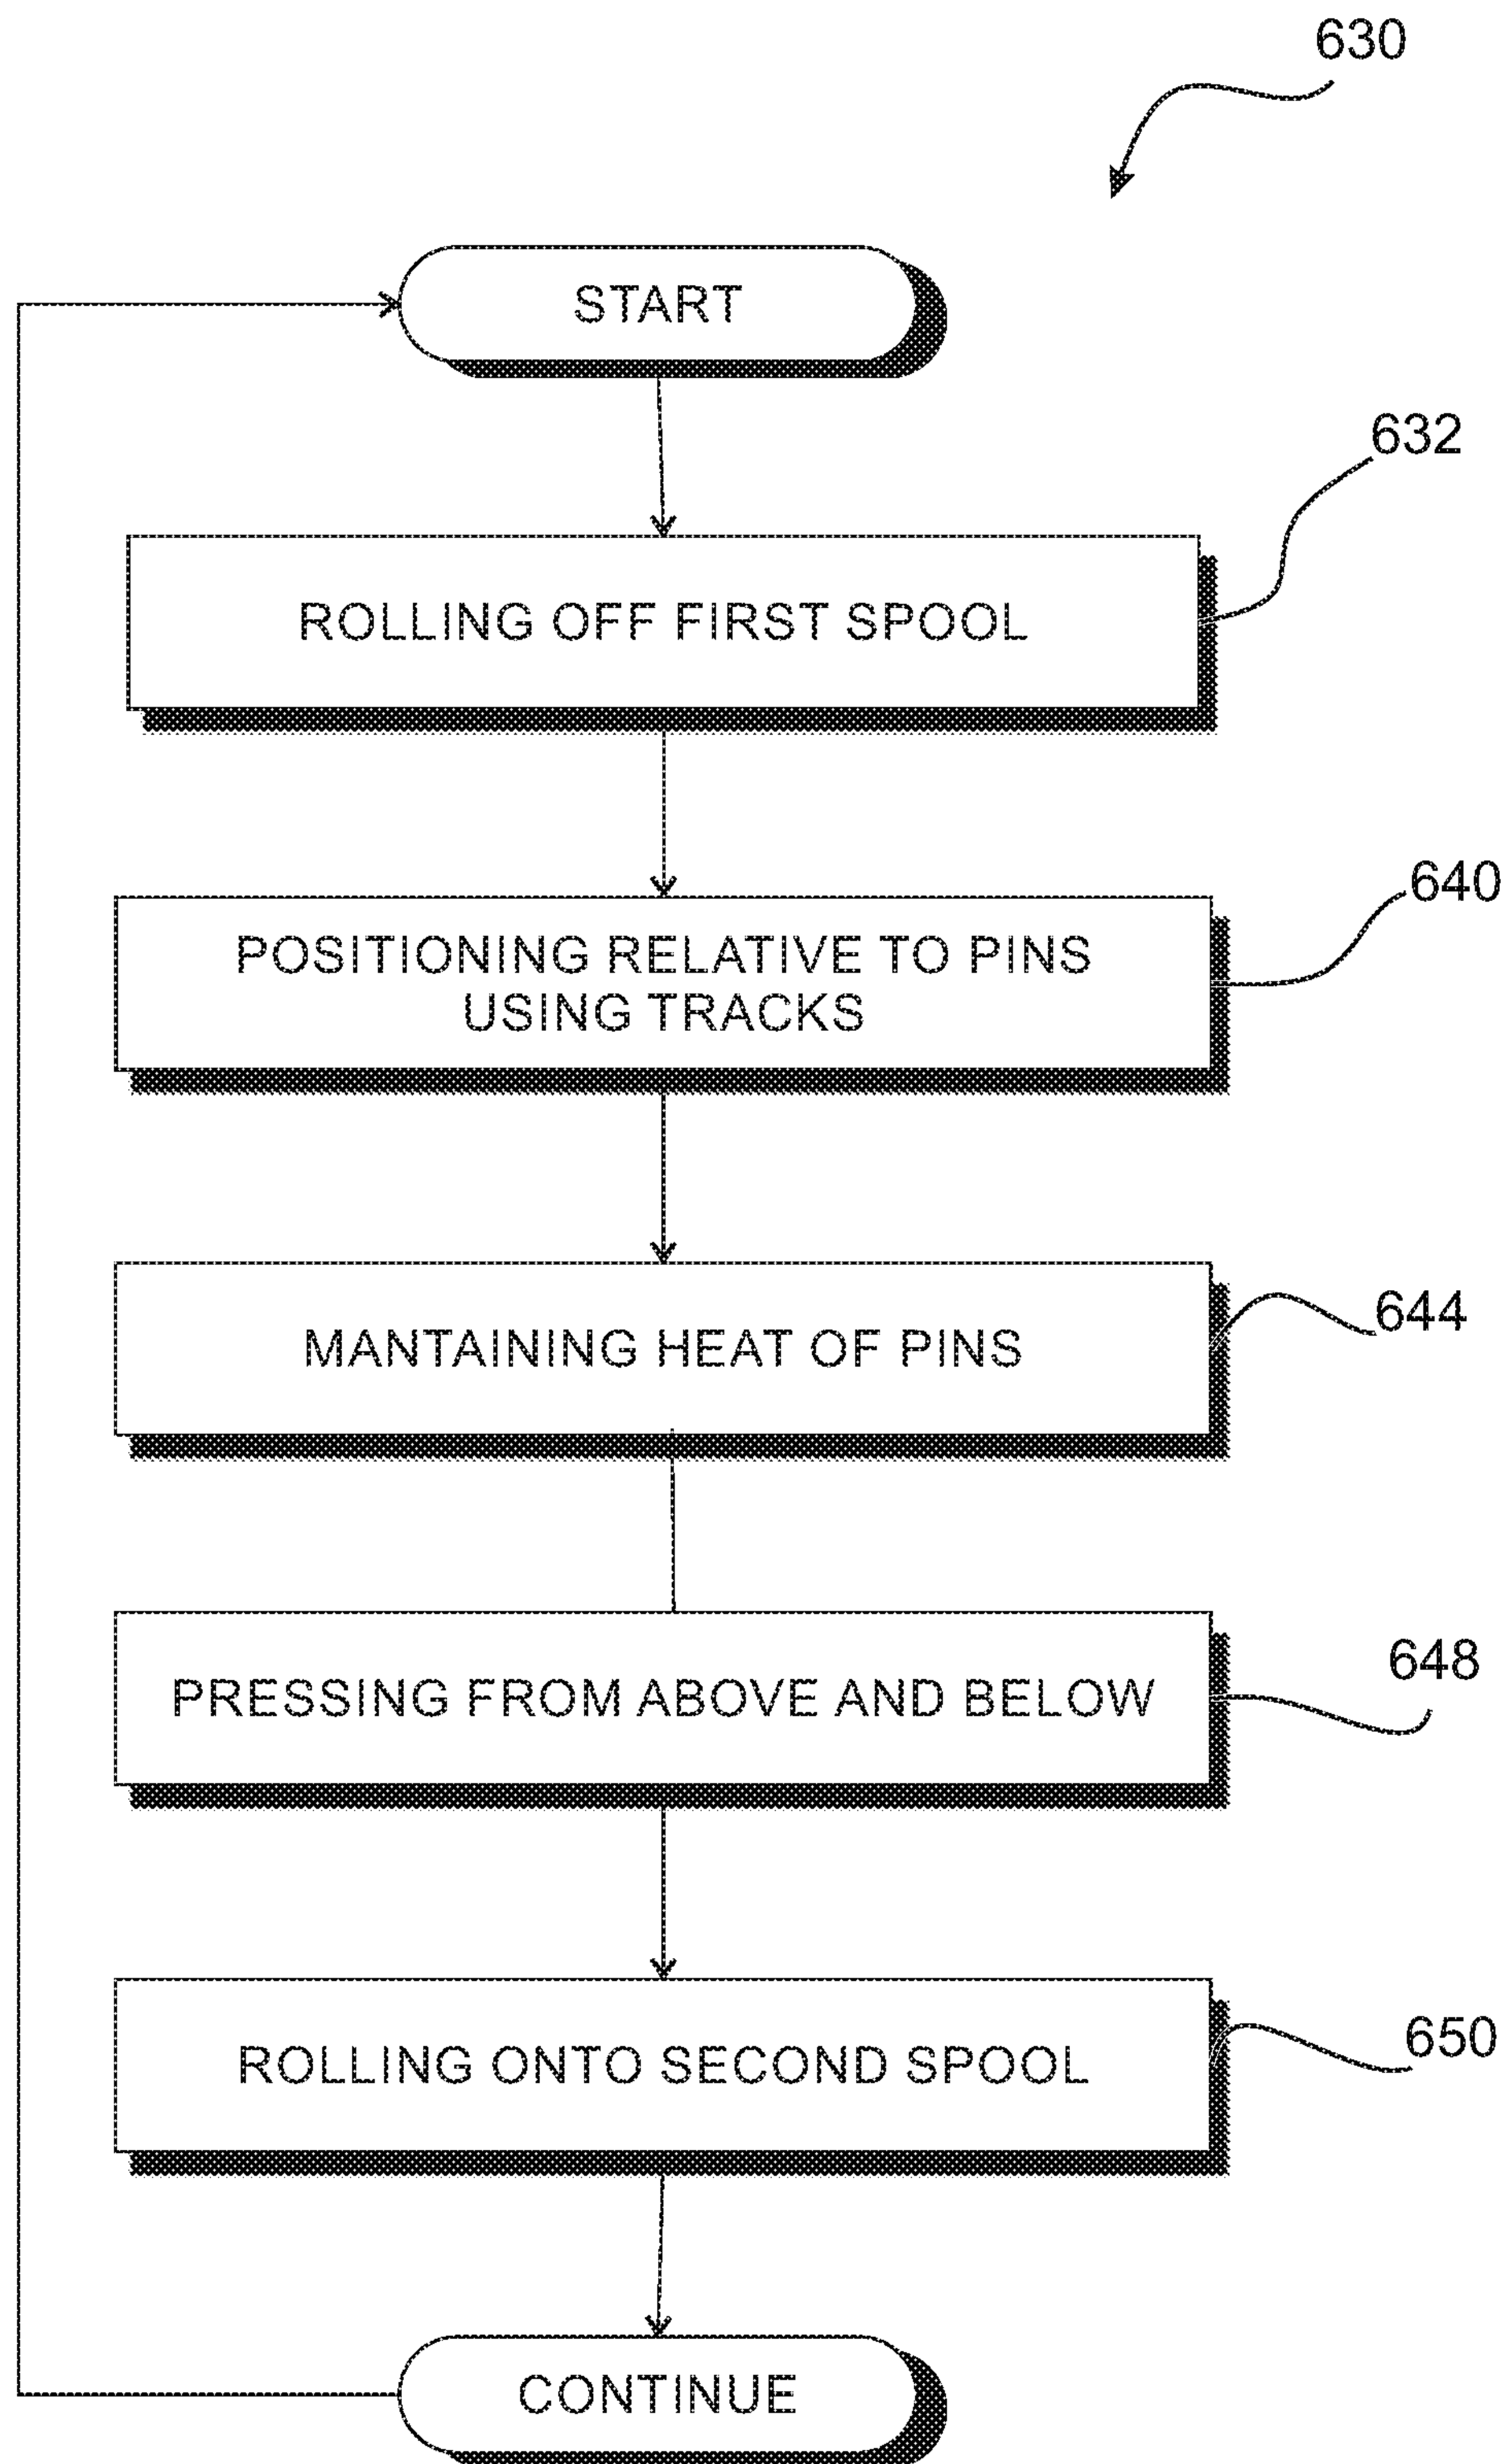 630
START
632
ROLLING OFF FIRST SPOOL
640
POSITIONING RELATIVE TO PINS
USING TRACKS
644
MANTAINING HEAT OF PINS
648
PRESSING FROM ABOVE AND BELOW
650
ROLLING ONTO SECOND SPOOL
CONTINUE